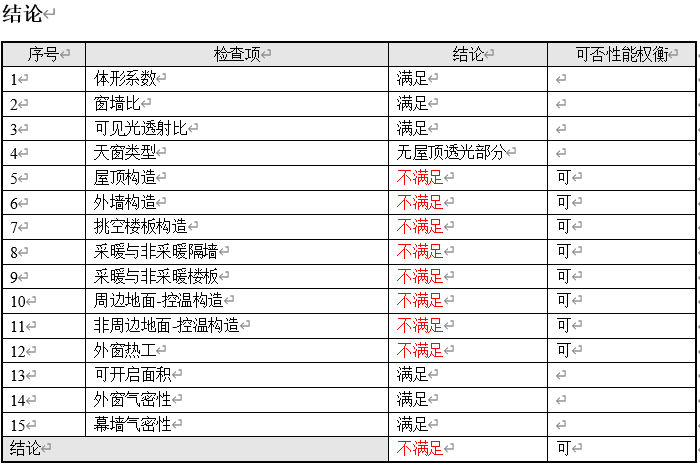 结论
序号 检查项 结论 可否性能权衡
1 体形系数 满足
2 窗墙比 满足
3 可见光透射比 满足
4 天窗类型 无屋顶透光部分
5 屋顶构造 不满足 可
6 外墙构造 不满足 可
7 挑空楼板构造 不满足 可
8 采暖与非采暖隔墙 不满足 可
9 采暖与非采暖楼板 不满足 可
10 周边地面-控温构造 不满足 可
11 非周边地面-控温构造 不满足 可
12 外窗热工 不满足 可
13 可开启面积 满足
14 外窗气密性 满足
15 幕墙气密性 满足
结论 不满足 可